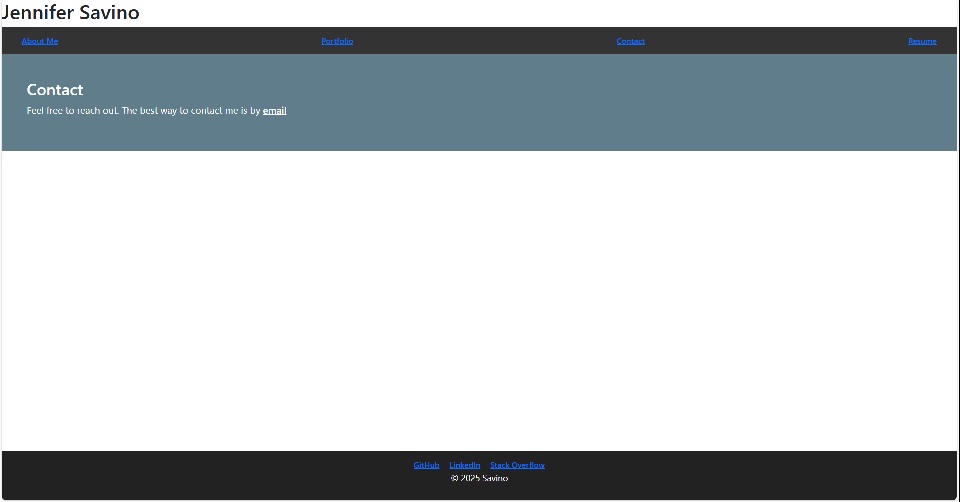 Jennifer Savino
About Me Portfolio Contact Resume
Contact
Feel free to reach out. The best way to contact me is by email
GitHub LinkedIn Stack Overflow
© 2025 Savino